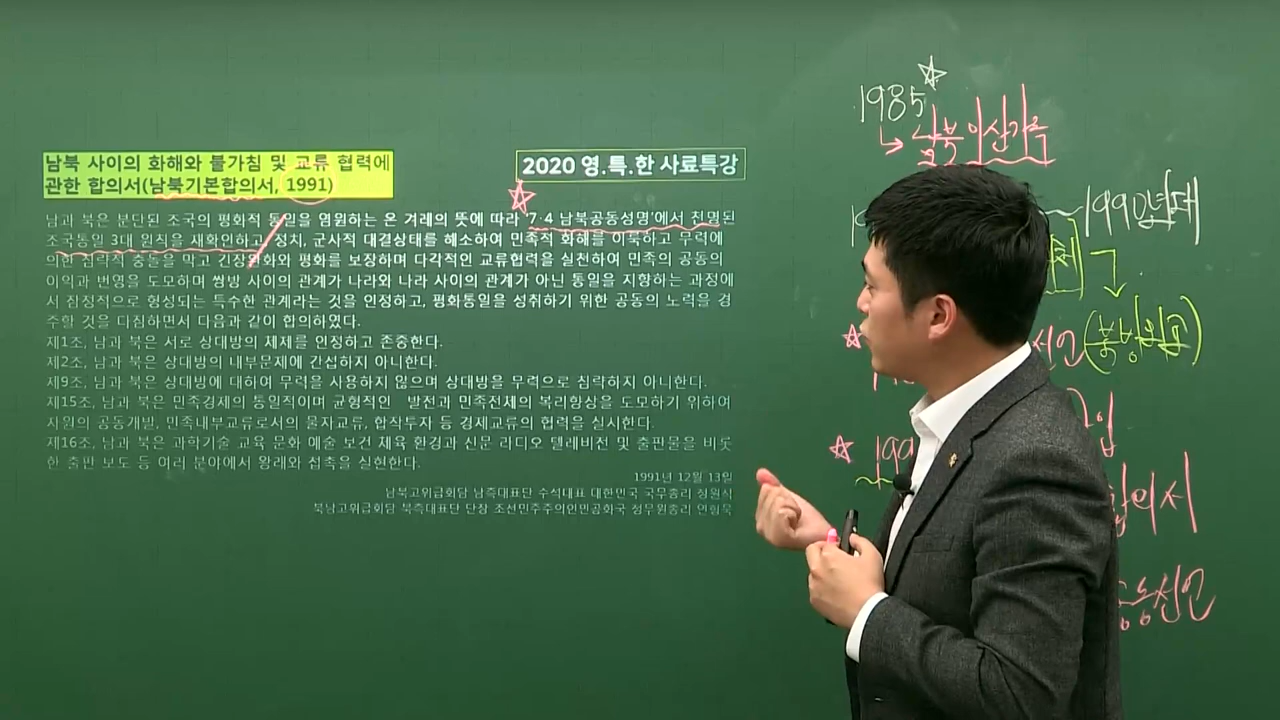 남북 사이의 화해와 불가침 및 교류 협력에
관한 합의서(남북기본합의서, 1991)
2020 영.특.한 사료특강
남과 북은 분단된 조국의 평화적 통일을 염원하는 온 겨레의 뜻에 따라 7·4 남북공동성명에서 천명된
조국통일 3대 원칙을 재확인하고, 정치, 군사적 대결상태를 해소하여 민족적 화해를 이룩하고 무력에
의한 침략적 충돌을 막고 긴장완화와 평화를 보장하며 다각적인 교류협력을 실천하여 민족의 공동의
이익과 번영을 도모하며 쌍방 사이의 관계가 나라와 나라 사이의 관계가 아닌 통일을 지향하는 과정에
서 잠정적으로 형성되는 특수한 관계라는 것을 인정하고, 평화통일을 성취하기 위한 공동의 노력을 경
주할 것을 다짐하면서 다음과 같이 합의하였다.
제1조, 남과 북은 서로 상대방의 체제를 인정하고 존중한다.
제2조, 남과 북은 상대방의 내부문제에 간섭하지 아니한다.
제9조, 남과 북은 상대방에 대하여 무력을 사용하지 않으며 상대방을 무력으로 침략하지 아니한다.
제15조, 남과 북은 민족경제의 통일적이며 균형적인 발전과 민족전체의 복리향상을 도모하기 위하여
자원의 공동개발, 민족내부교류로서의 물자교류, 합작투자 등 경제교류의 협력을 실시한다.
제16조, 남과 북은 과학기술 교육 문화 예술 보건 체육 환경과 신문 라디오 텔레비전 및 출판물을 비롯
한 출판 보도 등 여러 분야에서 왕래와 접촉을 실현한다.
1991년 12월 13일
남북고위급회담 남측대표단 수석대표 대한민국 국무총리 정원식
북남고위급회담 북측대표단 단장 조선민주주의인민공화국 정무원총리 연형묵
1985
남북 이산가족
~1990년대
선언(북방외교)
199
가입
합의서
공동선언